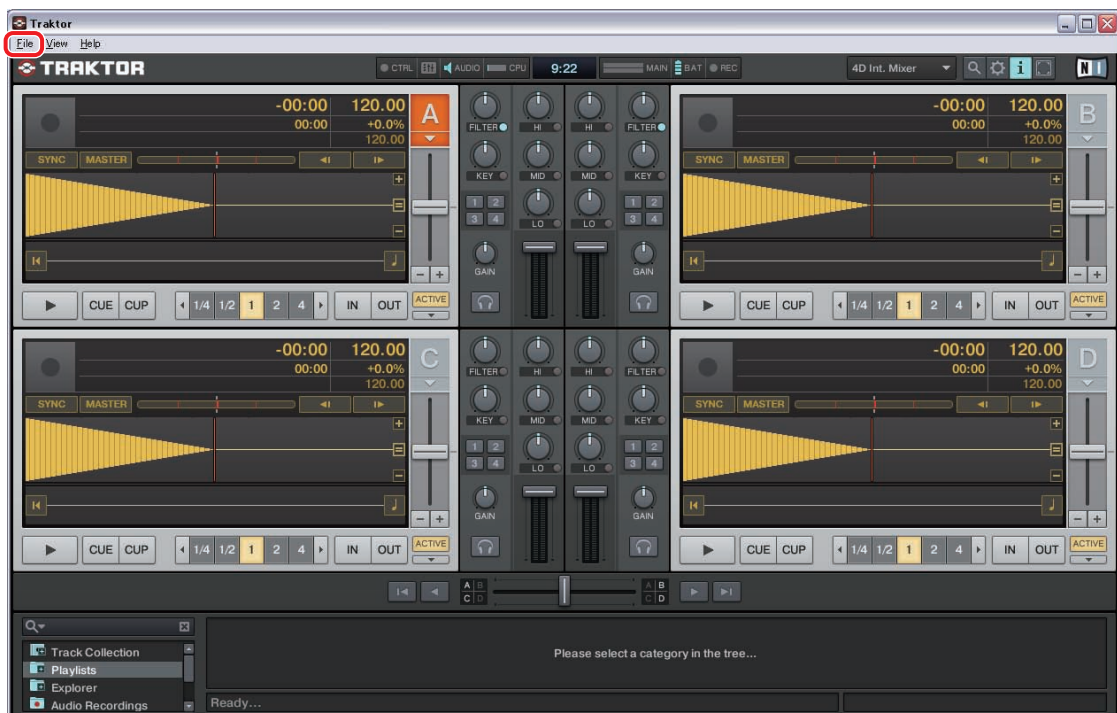 Traktor
File View Help
TRAKTOR CTRL AUDIO CPU 9:22 MAIN BAT REC 4D Int. Mixer i N I
-00:00 120.00 A
00:00 +0.0%
120.00
SYNC MASTER
CUE CUP 1/4 1/2 1 2 4 IN OUT ACTIVE
FILTER HI HI FILTER
KEY MID MID KEY
1 2 1 2
3 4 LO LO 3 4
GAIN GAIN
-00:00 120.00 B
00:00 +0.0%
120.00
SYNC MASTER
CUE CUP 1/4 1/2 1 2 4 IN OUT ACTIVE
-00:00 120.00 C
00:00 +0.0%
120.00
SYNC MASTER
CUE CUP 1/4 1/2 1 2 4 IN OUT ACTIVE
FILTER HI HI FILTER
KEY MID MID KEY
1 2 1 2
3 4 LO LO 3 4
GAIN GAIN
-00:00 120.00 D
00:00 +0.0%
120.00
SYNC MASTER
CUE CUP 1/4 1/2 1 2 4 IN OUT ACTIVE
A B A B
C D C D
Track Collection
Playlists
Explorer
Audio Recordings
Please select a category in the tree...
Ready...